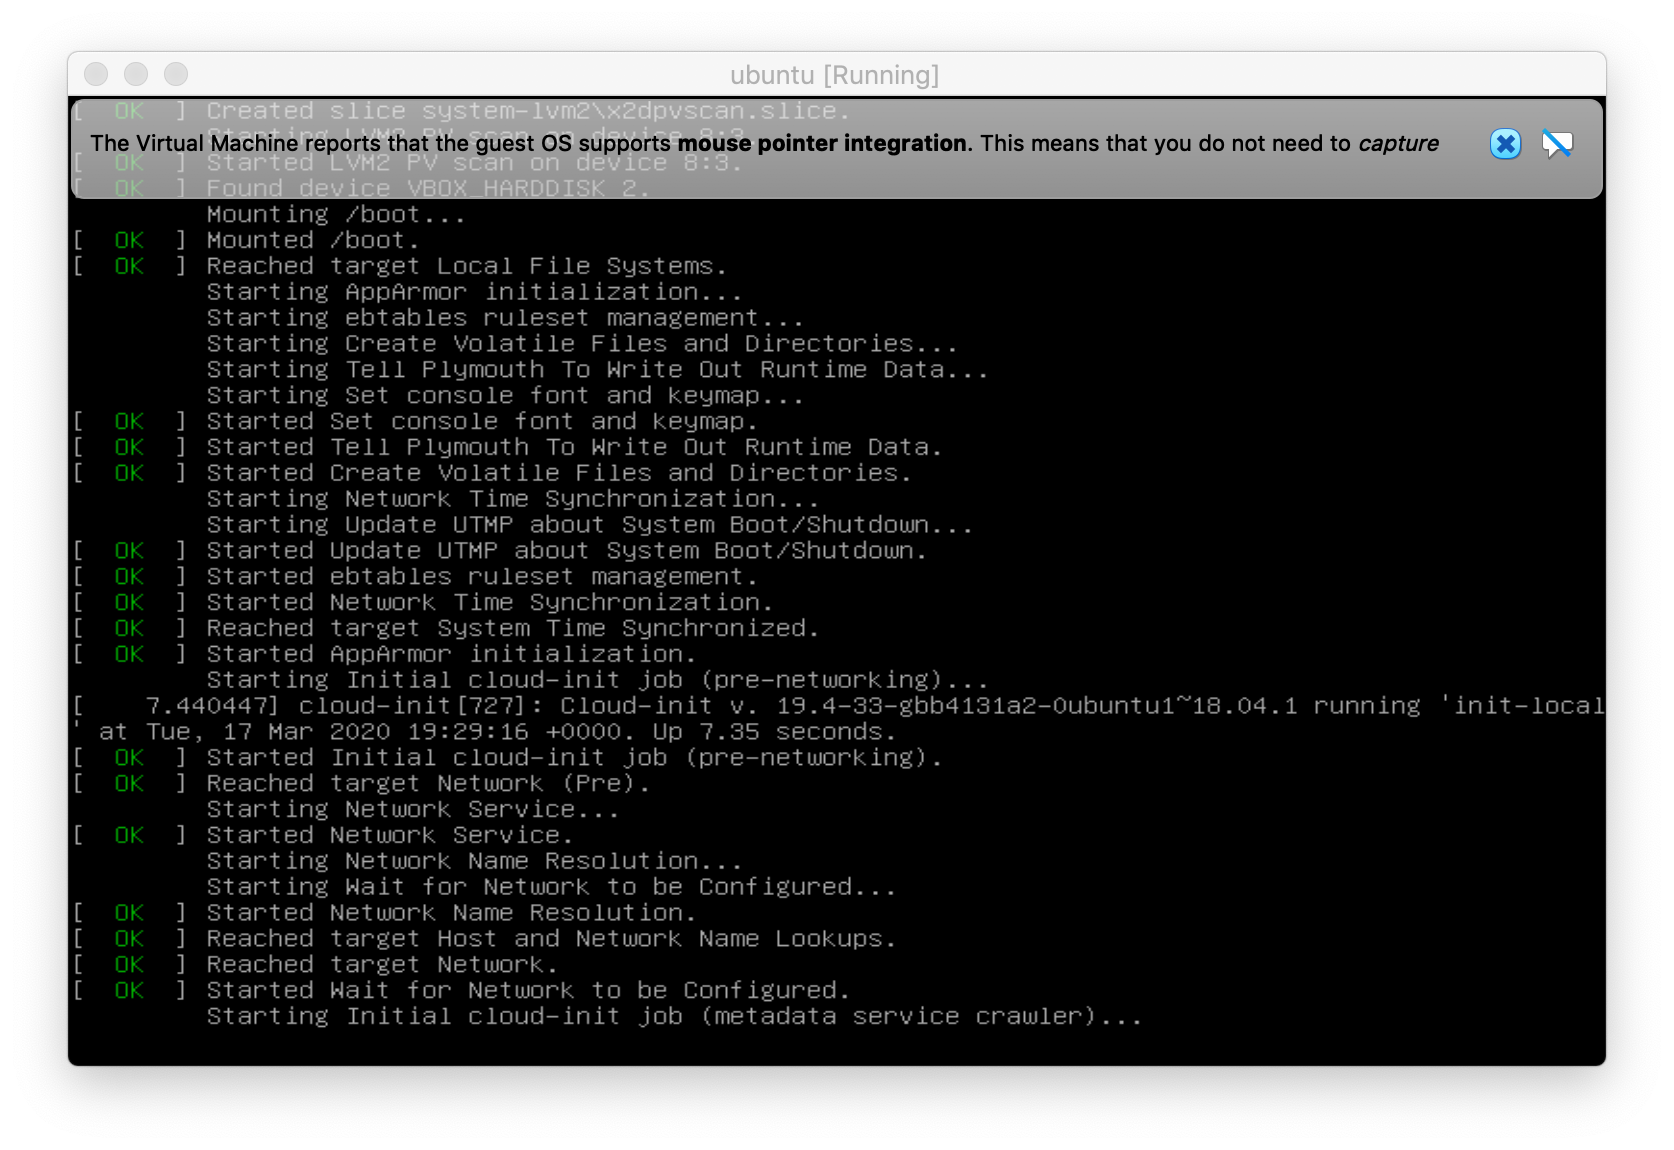 ubuntu [Running]
[  OK  ] Created slice system-lvm2\x2dpvscan.slice.
The Virtual Machine reports that the guest OS supports mouse pointer integration. This means that you do not need to capture
[  OK  ] Started LVM2 PV scan on device 8:3.
[  OK  ] Found device VBOX_HARDDISK 2.
         Mounting /boot...
[  OK  ] Mounted /boot.
[  OK  ] Reached target Local File Systems.
         Starting AppArmor initialization...
         Starting ebtables ruleset management...
         Starting Create Volatile Files and Directories...
         Starting Tell Plymouth To Write Out Runtime Data...
         Starting Set console font and keymap...
[  OK  ] Started Set console font and keymap.
[  OK  ] Started Tell Plymouth To Write Out Runtime Data.
[  OK  ] Started Create Volatile Files and Directories.
         Starting Network Time Synchronization...
         Starting Update UTMP about System Boot/Shutdown...
[  OK  ] Started Update UTMP about System Boot/Shutdown.
[  OK  ] Started ebtables ruleset management.
[  OK  ] Started Network Time Synchronization.
[  OK  ] Reached target System Time Synchronized.
[  OK  ] Started AppArmor initialization.
         Starting Initial cloud-init job (pre-networking)...
[    7.440447] cloud-init[727]: Cloud-init v. 19.4-33-gbb4131a2-0ubuntu1~18.04.1 running 'init-local
' at Tue, 17 Mar 2020 19:29:16 +0000. Up 7.35 seconds.
[  OK  ] Started Initial cloud-init job (pre-networking).
[  OK  ] Reached target Network (Pre).
         Starting Network Service...
[  OK  ] Started Network Service.
         Starting Network Name Resolution...
         Starting Wait for Network to be Configured...
[  OK  ] Started Network Name Resolution.
[  OK  ] Reached target Host and Network Name Lookups.
[  OK  ] Reached target Network.
[  OK  ] Started Wait for Network to be Configured.
         Starting Initial cloud-init job (metadata service crawler)...